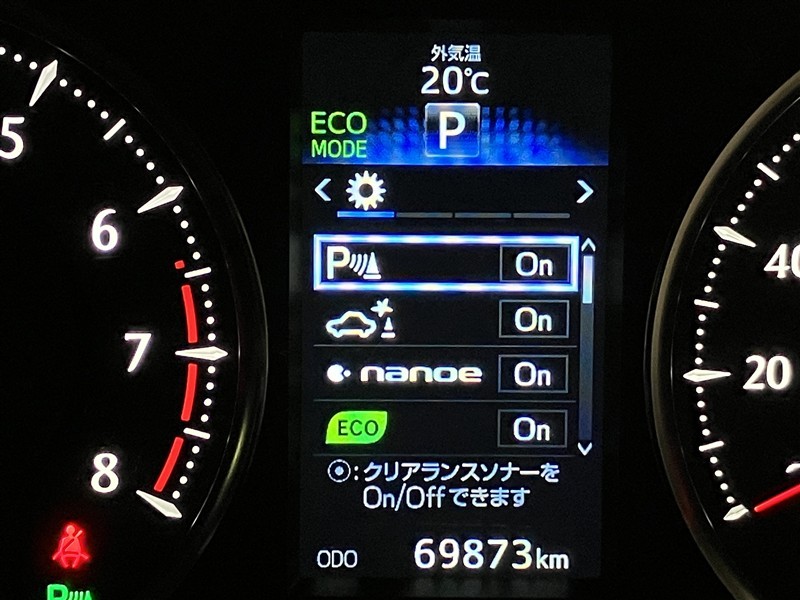 外気温
20℃
ECO
MODE
P
P On
On
nanoe On
ECO On
:クリアランスソナーを
On/Offできます
ODO 69873km
5
6
7
8
40
20
P